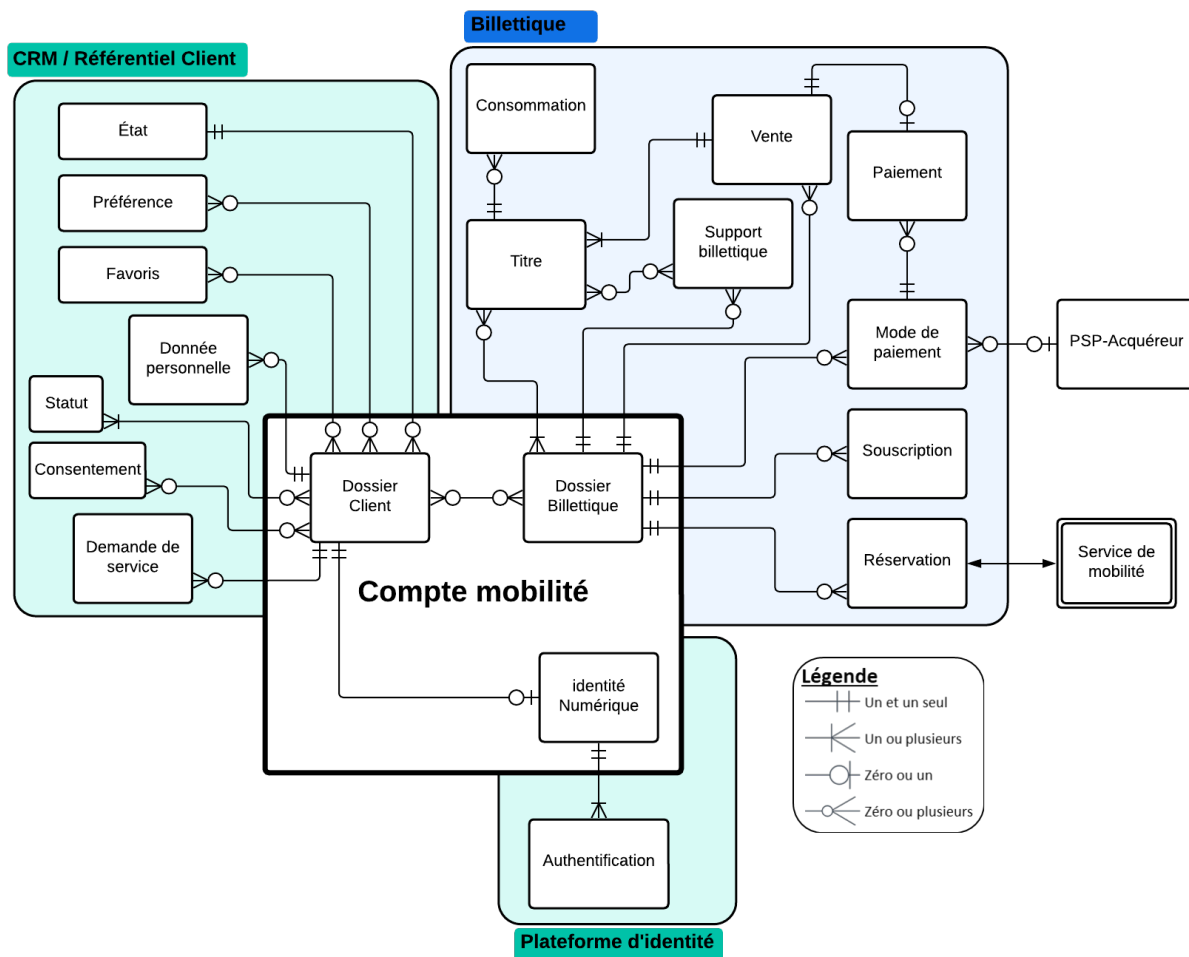 Billettique
CRM / Référentiel Client
Consommation
État
Vente
Paiement
Préférence
Support
billettique
Titre
Favoris
Mode de
paiement
PSP-Acquéreur
Donnée
personnelle
Statut
Consentement
Souscription
Dossier
Client
Dossier
Billettique
Demande de
service
Réservation
Service de
mobilité
Compte mobilité
identité
Numérique
Légende
Un et un seul
Un ou plusieurs
Zéro ou un
Zéro ou plusieurs
Authentification
Plateforme d'identité